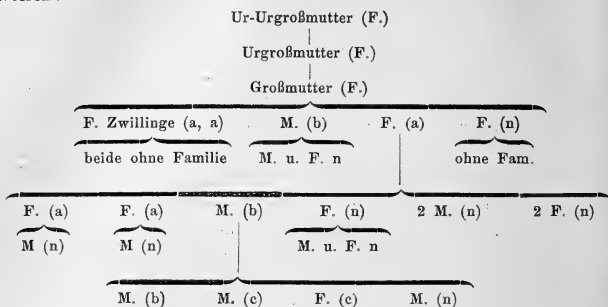 Ur-Urgroßmutter (F.)
Urgroßmutter (F.)
Großmutter (F.)
F. Zwillinge (a, a) M. (b) F. (a) F. (n)
beide ohne Familie M. u. F. n ohne Fam.
F. (a) F. (a) M. (b) F. (n) 2 M. (n) 2 F. (n)
M (n) M (n) M. u. F. n
M. (b) M. (c) F. (c) M. (n)